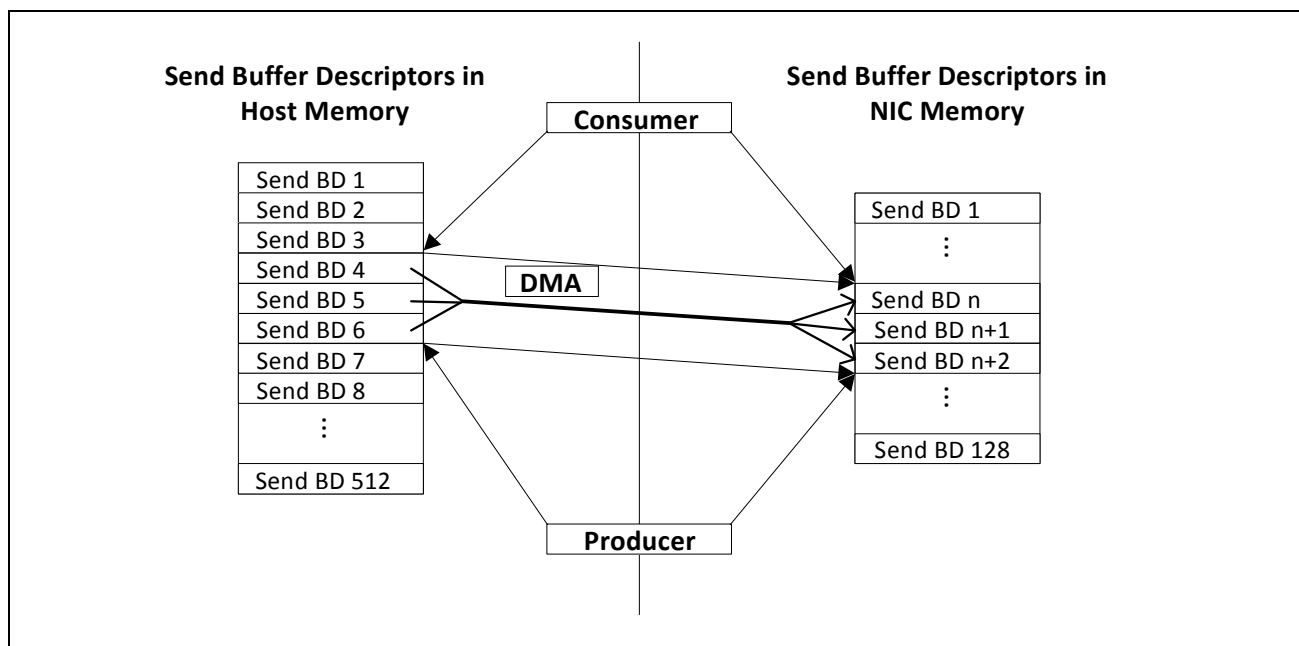 Send Buffer Descriptors in
Host Memory
Send Buffer Descriptors in
NIC Memory
Consumer
Send BD 1
Send BD 2
Send BD 3
Send BD 4
Send BD 5
Send BD 6
Send BD 7
Send BD 8
⋮
Send BD 512
DMA
Send BD 1
⋮
Send BD n
Send BD n+1
Send BD n+2
⋮
Send BD 128
Producer